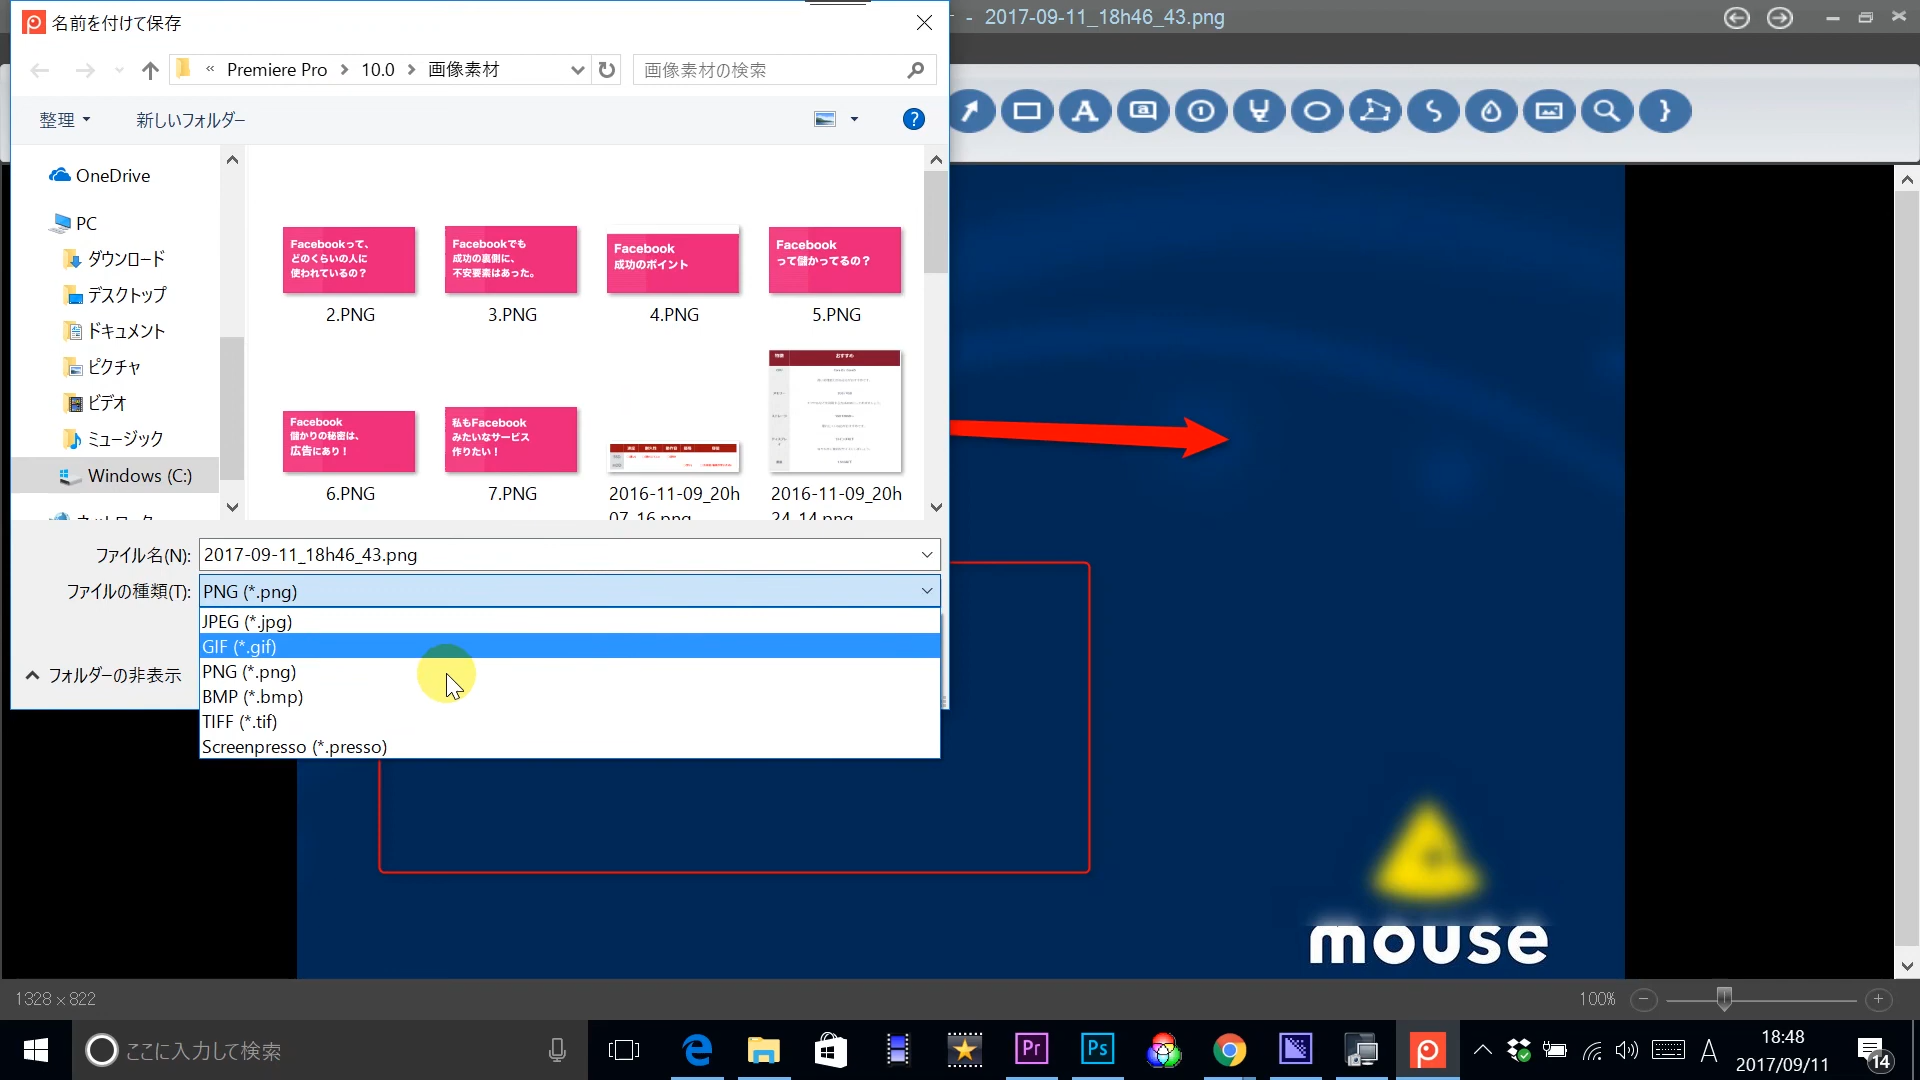 名前を付けて保存
- 2017-09-11_18h46_43.png
« Premiere Pro > 10.0 > 画像素材
画像素材の検索
整理
新しいフォルダー
OneDrive
PC
ダウンロード
デスクトップ
ドキュメント
ピクチャ
ビデオ
ミュージック
Windows (C:)
Facebookって、
どのくらいの人に
使われているの？
2.PNG
Facebookでも
成功の裏側に、
不安要素はあった。
3.PNG
Facebook
成功のポイント
4.PNG
Facebook
って儲かってるの？
5.PNG
Facebook
儲かりの秘密は、
広告にあり！
6.PNG
私もFacebook
みたいなサービス
作りたい！
7.PNG
2016-11-09_20h
07_16.png
おすすめ
2016-11-09_20h
24_14.png
ファイル名(N):
2017-09-11_18h46_43.png
ファイルの種類(T):
PNG (*.png)
JPEG (*.jpg)
GIF (*.gif)
PNG (*.png)
BMP (*.bmp)
TIFF (*.tif)
Screenpresso (*.presso)
フォルダーの非表示
mouse
1328 × 822
100%
ここに入力して検索
Pr
Ps
A
18:48
2017/09/11
14